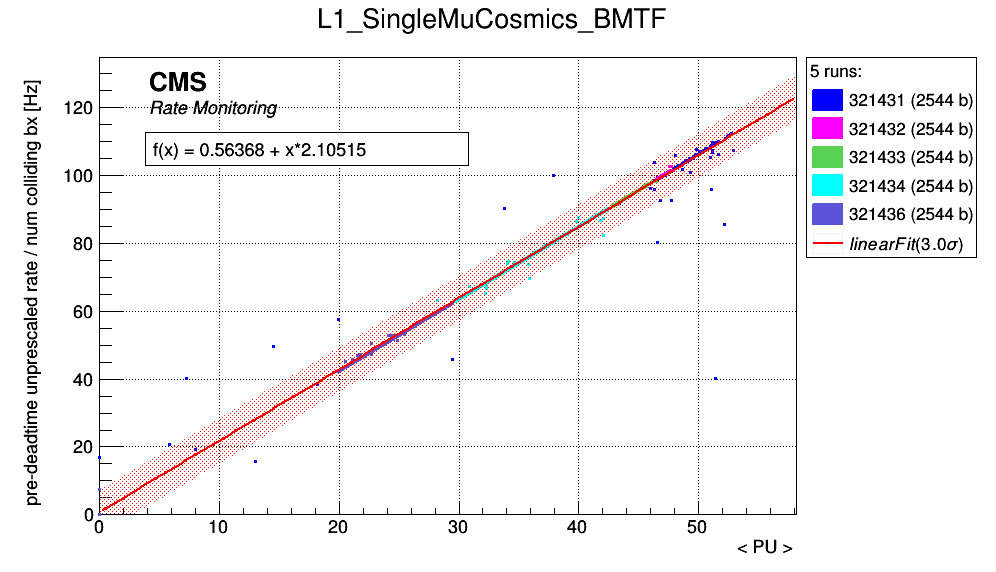 L1_SingleMuCosmics_BMTF
pre-deadtime unprescaled rate / num colliding bx [Hz]
CMS
Rate Monitoring
f(x) = 0.56368 + x*2.10515
120
100
80
60
40
20
0
0 10 20 30 40 50
< PU >
5 runs:
321431 (2544 b)
321432 (2544 b)
321433 (2544 b)
321434 (2544 b)
321436 (2544 b)
linearFit(3.0σ)